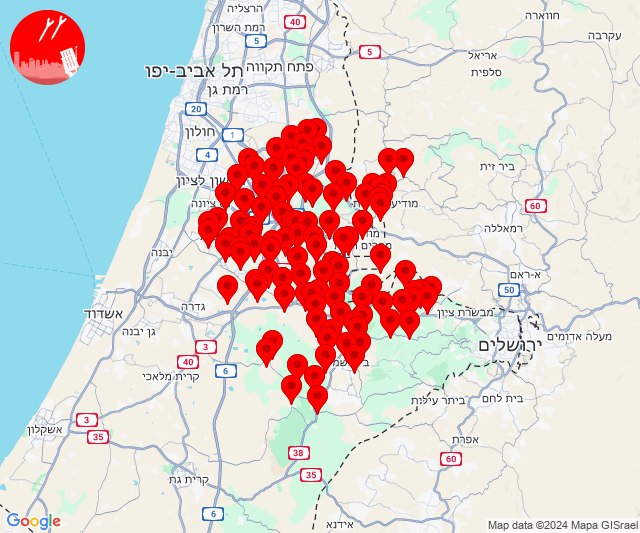 הרצליה
חווארה
40
רמת השרון
עקרבה
5
5
אריאל
פתח תקווה
תל אביב-יפו
סלפית
רמת גן
20
חולון
1
4
ביר זית
שון לציון
ציונה
מודיעין
60
רמאללה
יבנה
א-ראם
50
גדרה
אשדוד
מבשרת ציון
מעלה אדומים
גן יבנה
ירושלים
3
40
קרית מלאכי
6
בית לחם
ביתר עילית
3
אשקלון
35
אפרת
38
60
35
קרית גת
6
אידנא
Google
Map data ©2024 Mapa GISrael